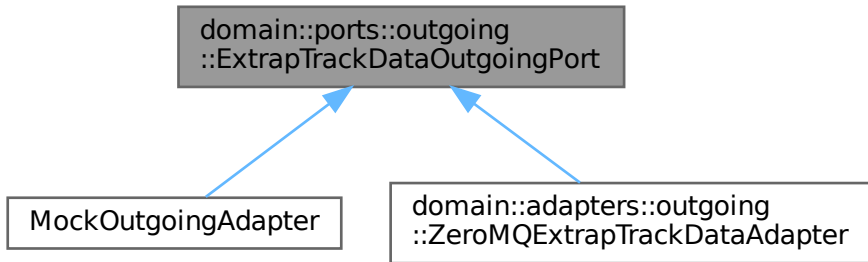 domain::ports::outgoing
::ExtrapTrackDataOutgoingPort
MockOutgoingAdapter
domain::adapters::outgoing
::ZeroMQExtrapTrackDataAdapter